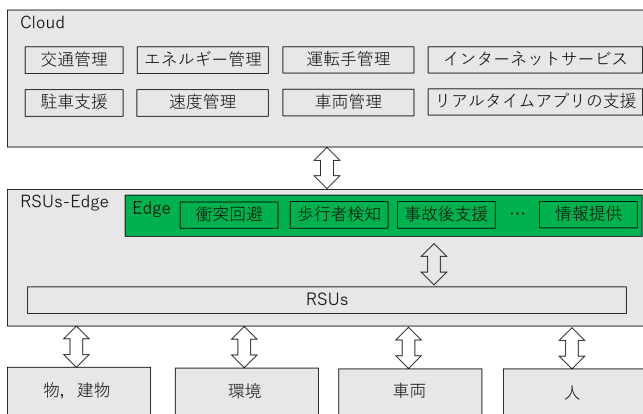 Cloud
交通管理 エネルギー管理 運転手管理 インターネットサービス
駐車支援 速度管理 車両管理 リアルタイムアプリの支援
RSUs-Edge
Edge 衝突回避 歩行者検知 事故後支援 … 情報提供
RSUs
物，建物 環境 車両 人